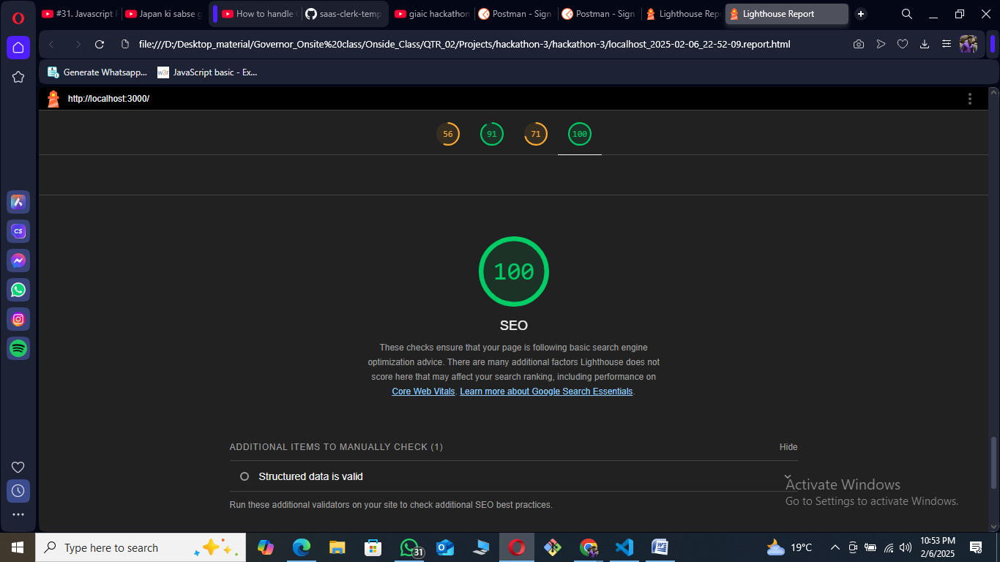 #31. Javascript
Japan ki sabse g
How to handle
saas-clerk-temp
giaic hackathon
Postman - Sign
Postman - Sign
Lighthouse Repo
Lighthouse Report
file:///D:/Desktop_material/Governor_Onsite%20class/Onside_Class/QTR_02/Projects/hackathon-3/hackathon-3/localhost_2025-02-06_22-52-09.report.html
Generate Whatsapp...
w3r
JavaScript basic - Ex...
http://localhost:3000/
56
91
71
100
CS
100
SEO
These checks ensure that your page is following basic search engine
optimization advice. There are many additional factors Lighthouse does not
score here that may affect your search ranking, including performance on
Core Web Vitals. Learn more about Google Search Essentials.
ADDITIONAL ITEMS TO MANUALLY CHECK (1)
Hide
Structured data is valid
Run these additional validators on your site to check additional SEO best practices.
Activate Windows
Go to Settings to activate Windows.
Type here to search
31
19°C
10:53 PM
2/6/2025